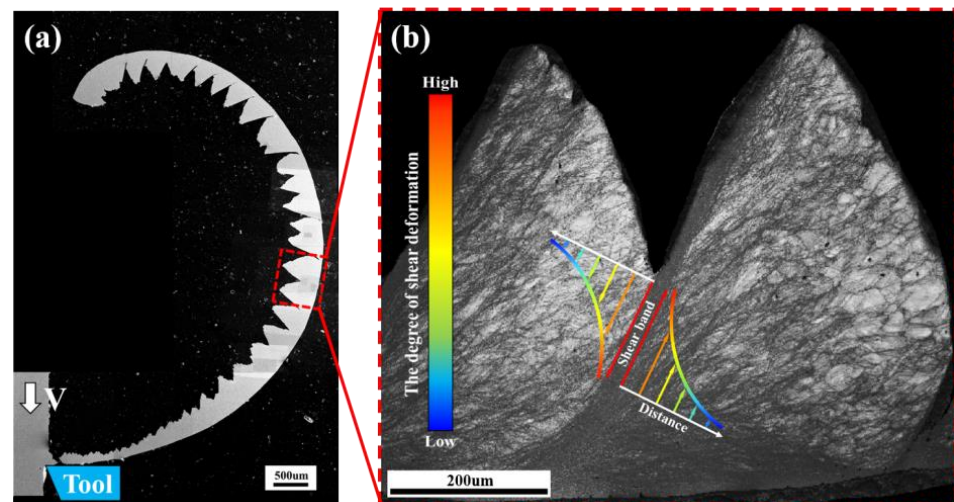 (a)
V
Tool
500um
(b)
High
The degree of shear deformation
Low
Shear band
Distance
200um